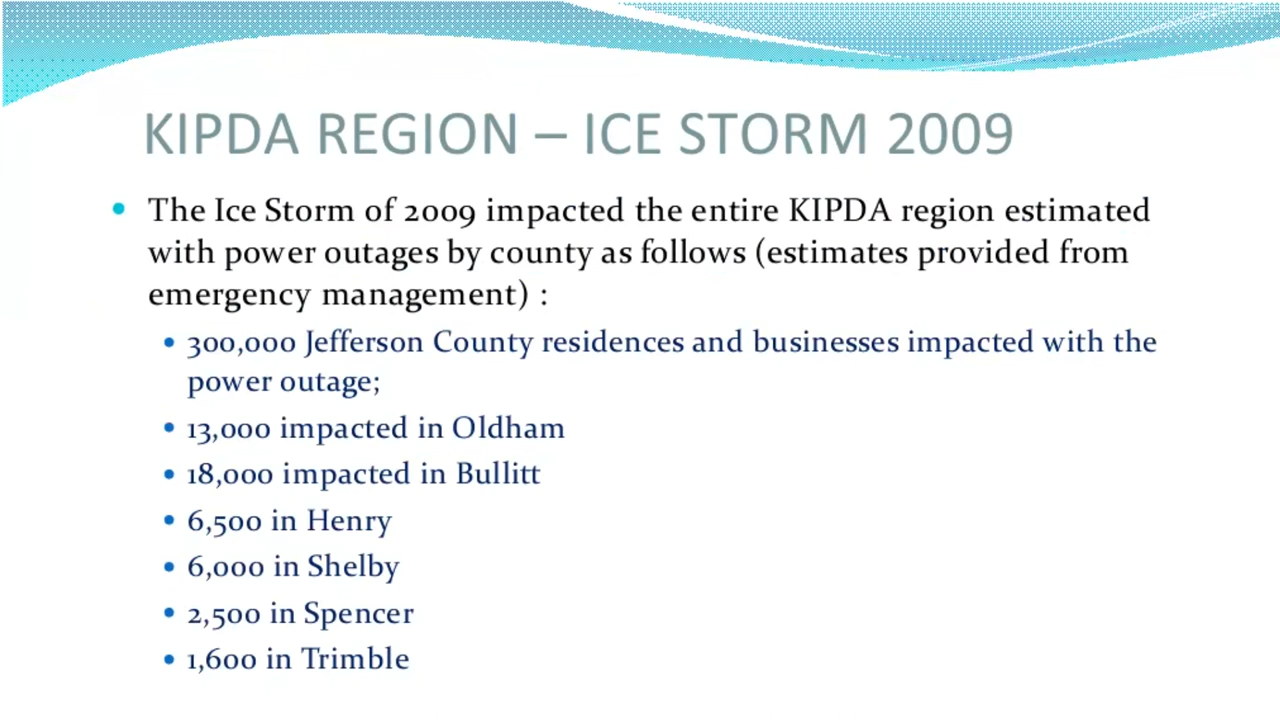 KIPDA REGION – ICE STORM 2009
• The Ice Storm of 2009 impacted the entire KIPDA region estimated
with power outages by county as follows (estimates provided from
emergency management) :
• 300,000 Jefferson County residences and businesses impacted with the
power outage;
• 13,000 impacted in Oldham
• 18,000 impacted in Bullitt
• 6,500 in Henry
• 6,000 in Shelby
• 2,500 in Spencer
• 1,600 in Trimble